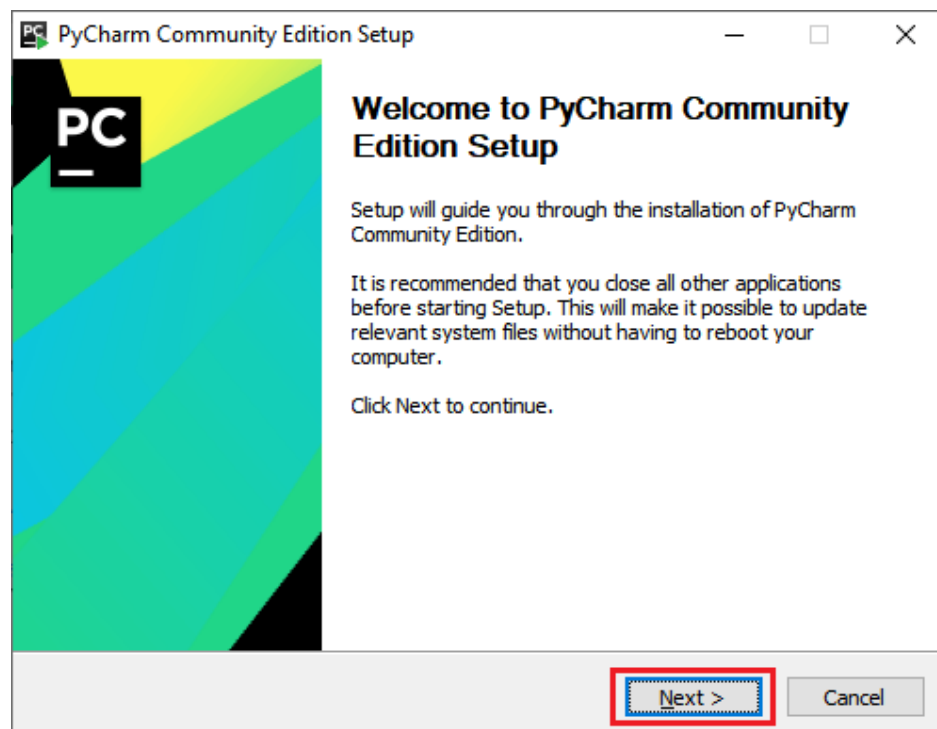 PyCharm Community Edition Setup
PC
Welcome to PyCharm Community
Edition Setup
Setup will guide you through the installation of PyCharm
Community Edition.
It is recommended that you close all other applications
before starting Setup. This will make it possible to update
relevant system files without having to reboot your
computer.
Click Next to continue.
Next >
Cancel